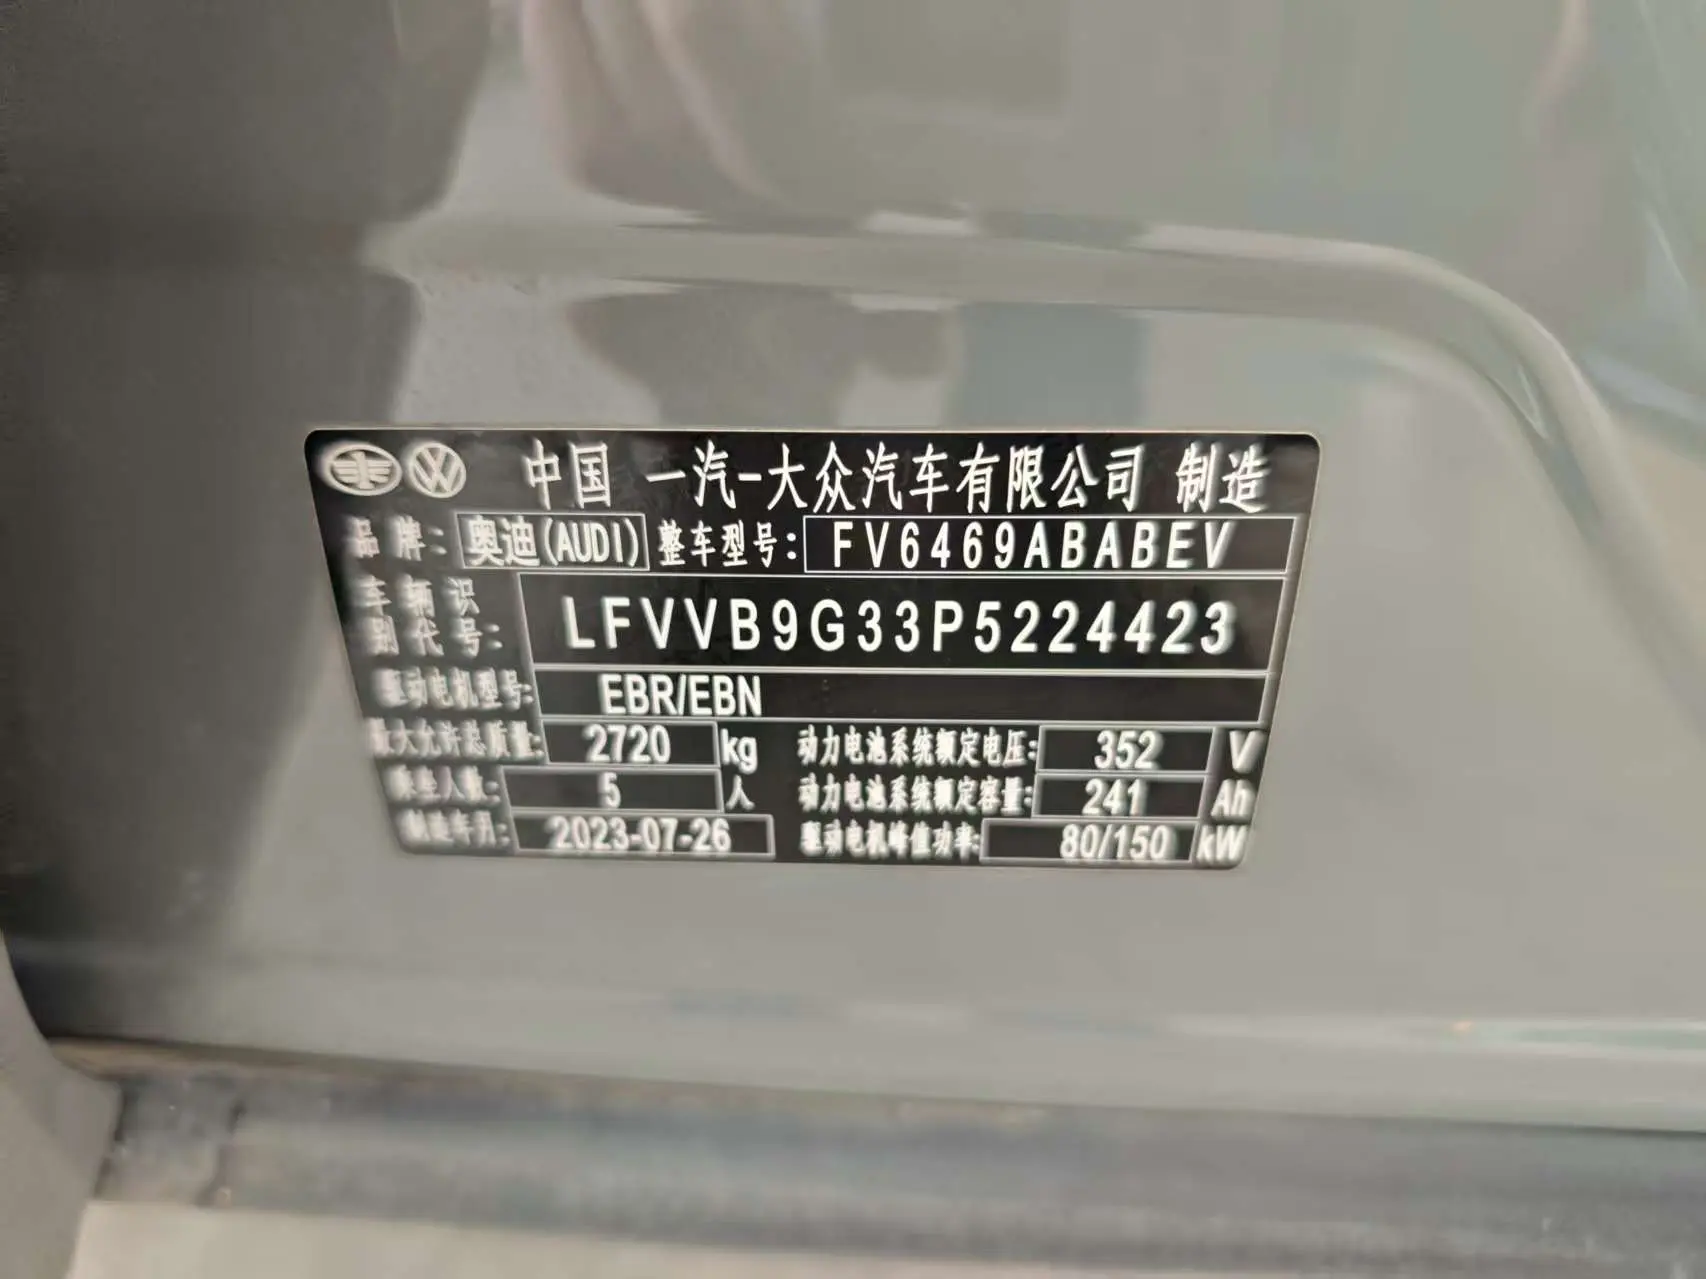 中国 一汽-大众汽车有限公司 制造
品牌: 奥迪(AUDI) 整车型号: FV6469ABABEV
车辆识
别代号: LFVVB9G33P5224423
驱动电机型号: EBR/EBN
最大允许总质量: 2720 kg 动力电池系统额定电压: 352 V
乘坐人数: 5 人 动力电池系统额定容量: 241 Ah
制造年月: 2023-07-26 驱动电机峰值功率: 80/150 kW